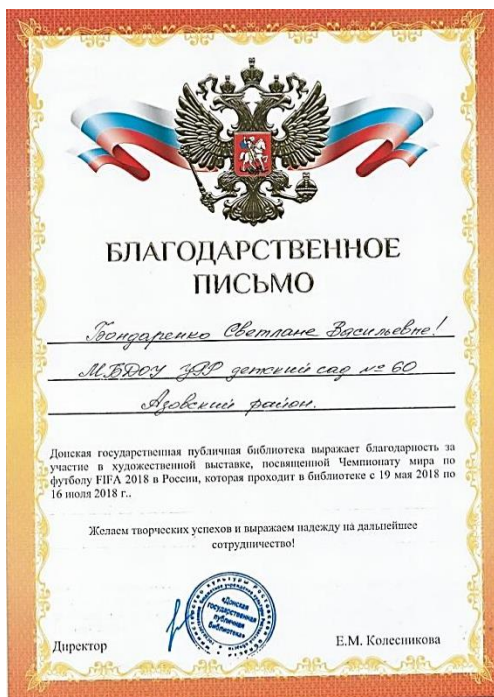 БЛАГОДАРСТВЕННОЕ
ПИСЬМО
Бондаренко Светлане Васильевне!
МБДОУ ЦРР детский сад № 60
Азовский район.
Донская государственная публичная библиотека выражает благодарность за
участие в художественной выставке, посвященной Чемпионату мира по
футболу FIFA 2018 в России, которая проходит в библиотеке с 19 мая 2018 по
16 июля 2018 г..
Желаем творческих успехов и выражаем надежду на дальнейшее
сотрудничество!
«Донская
государственная
публичная
библиотека»
Директор
Е.М. Колесникова